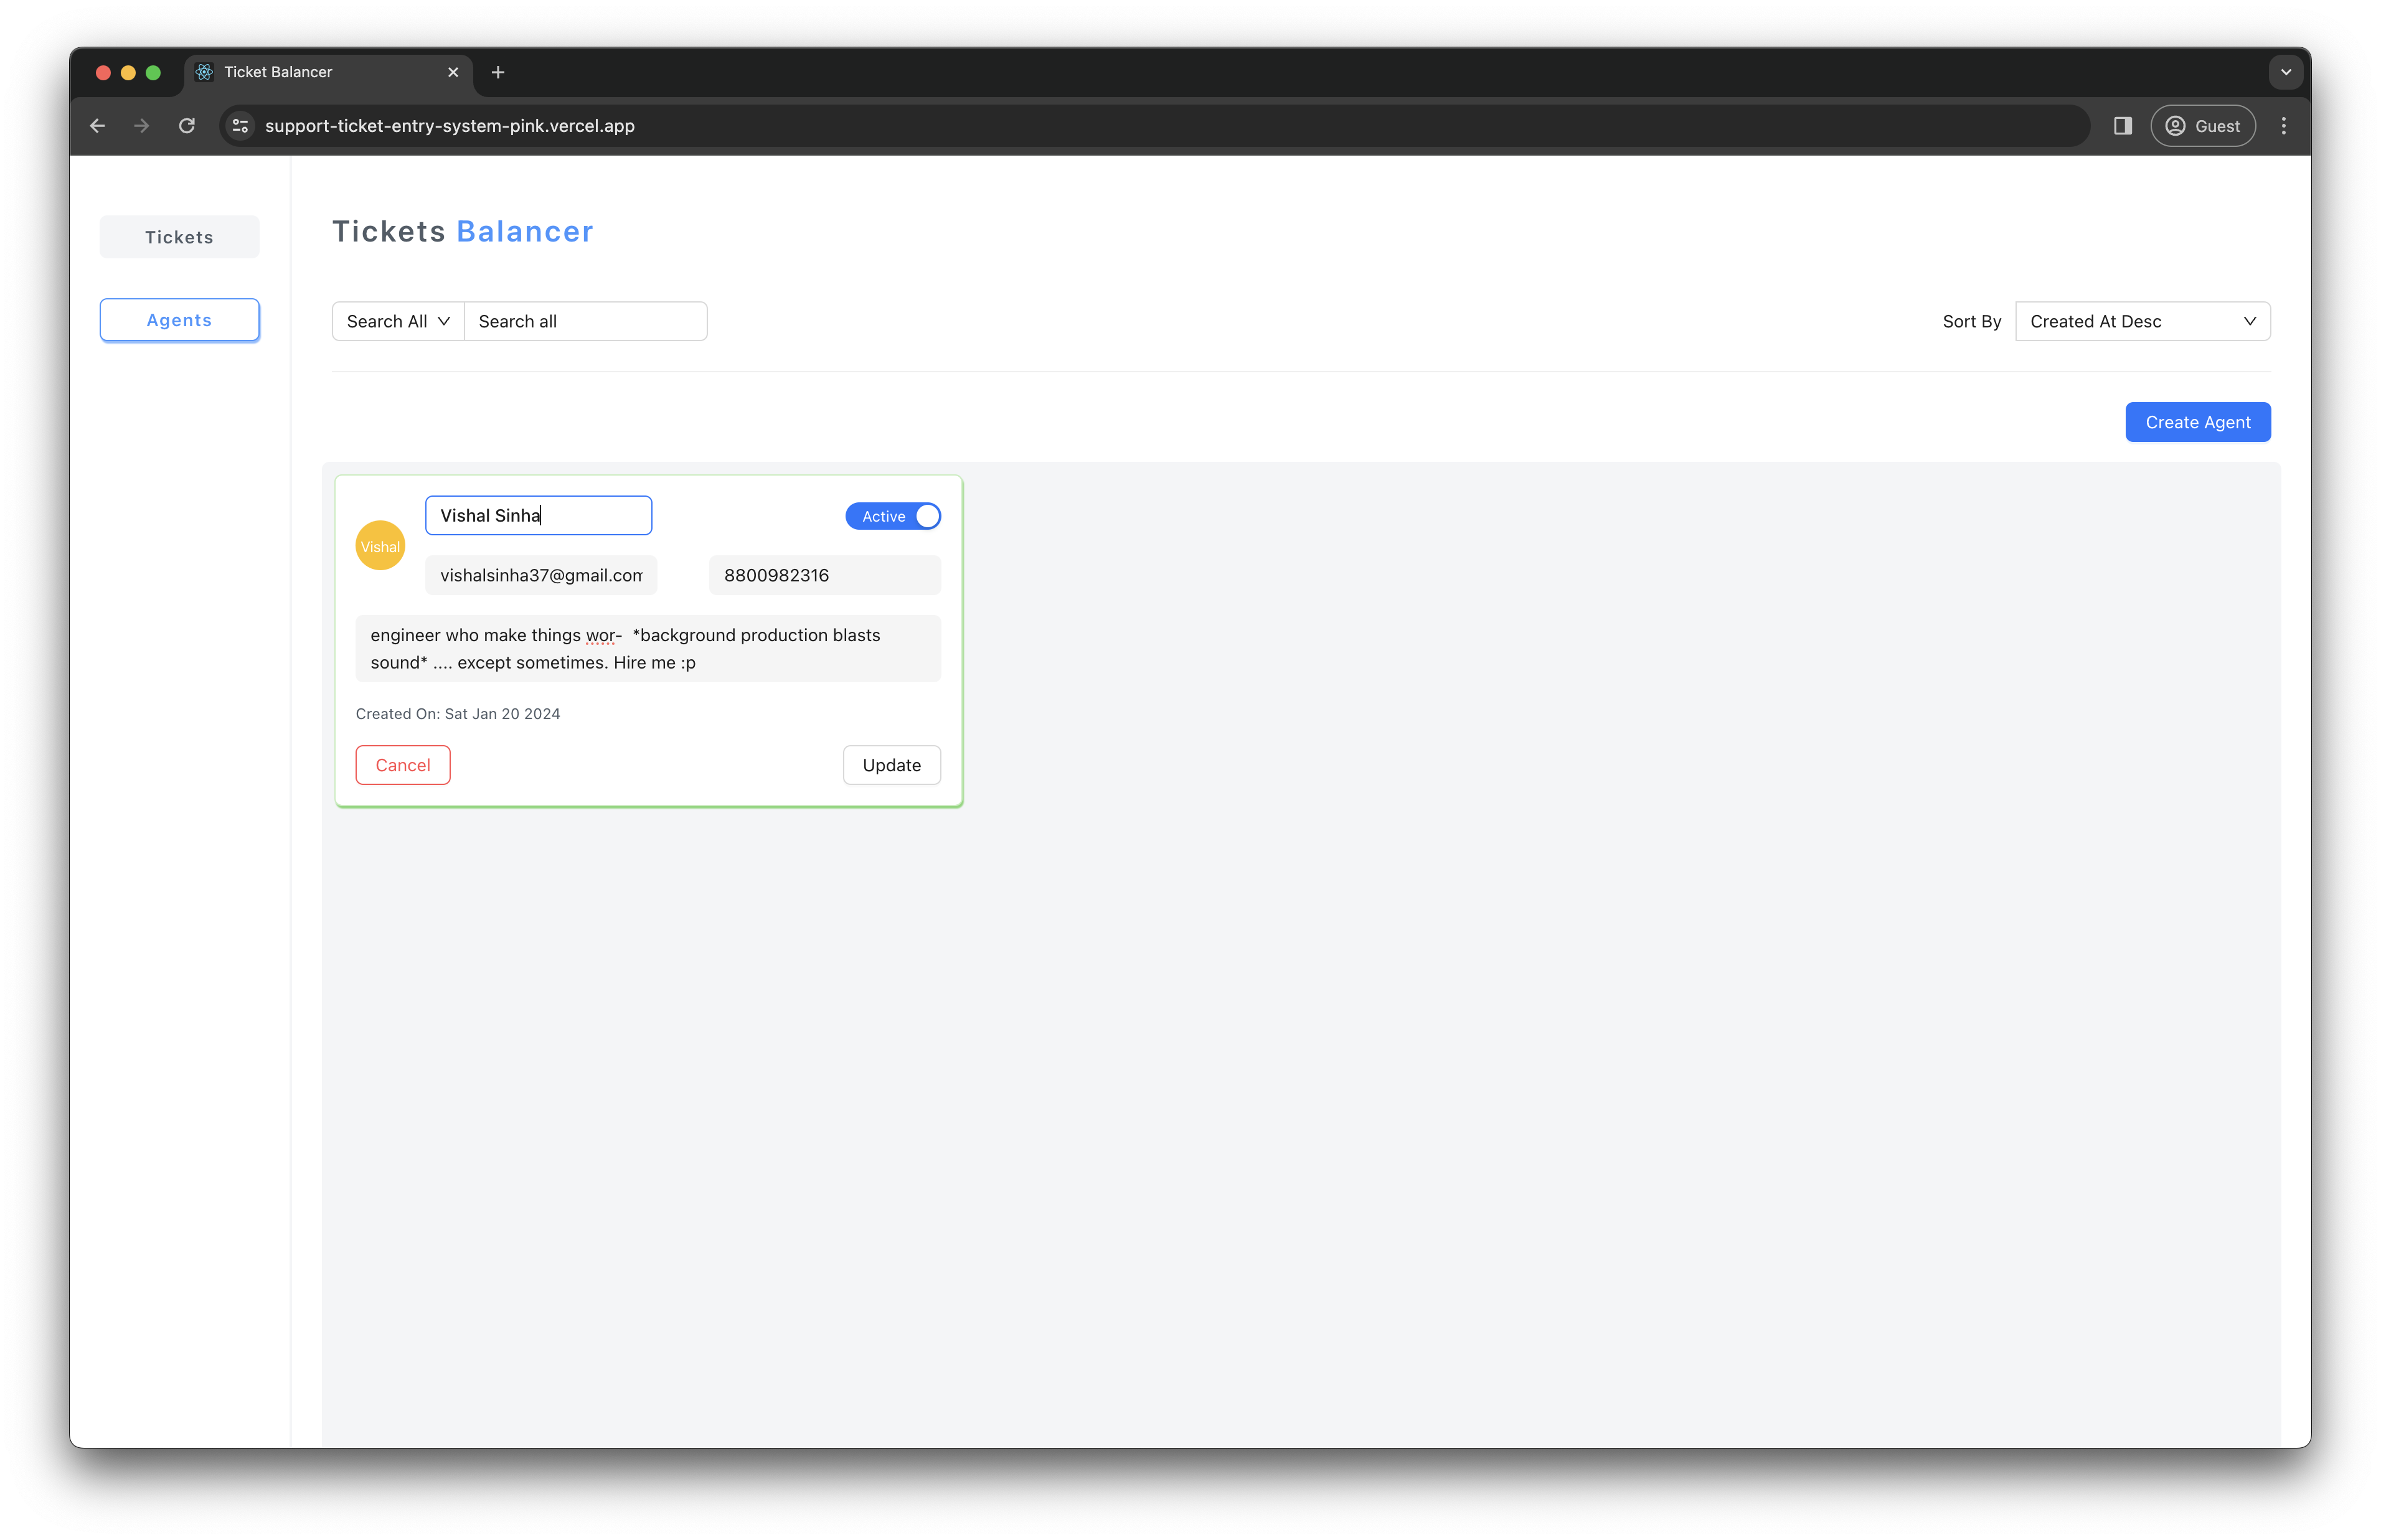 Ticket Balancer
support-ticket-entry-system-pink.vercel.app
Guest
Tickets
Agents
Tickets Balancer
Search All
Search all
Sort By
Created At Desc
Create Agent
Vishal
Vishal Sinha
Active
vishalsinha37@gmail.com
8800982316
engineer who make things wor-  *background production blasts
sound* .... except sometimes. Hire me :p
Created On: Sat Jan 20 2024
Cancel
Update